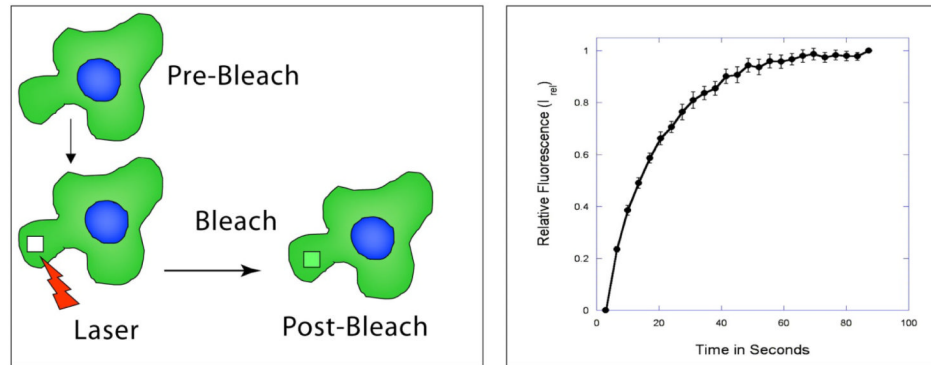 Pre-Bleach
Bleach
Laser
Post-Bleach
Relative Fluorescence (I rel)
1
0.8
0.6
0.4
0.2
0
0 20 40 60 80 100
Time in Seconds